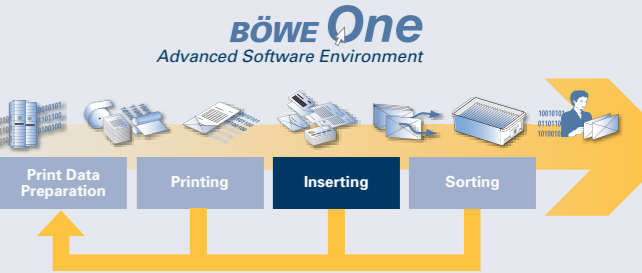 BÖWE One
Advanced Software Environment
Print Data
Preparation
Printing
Inserting
Sorting